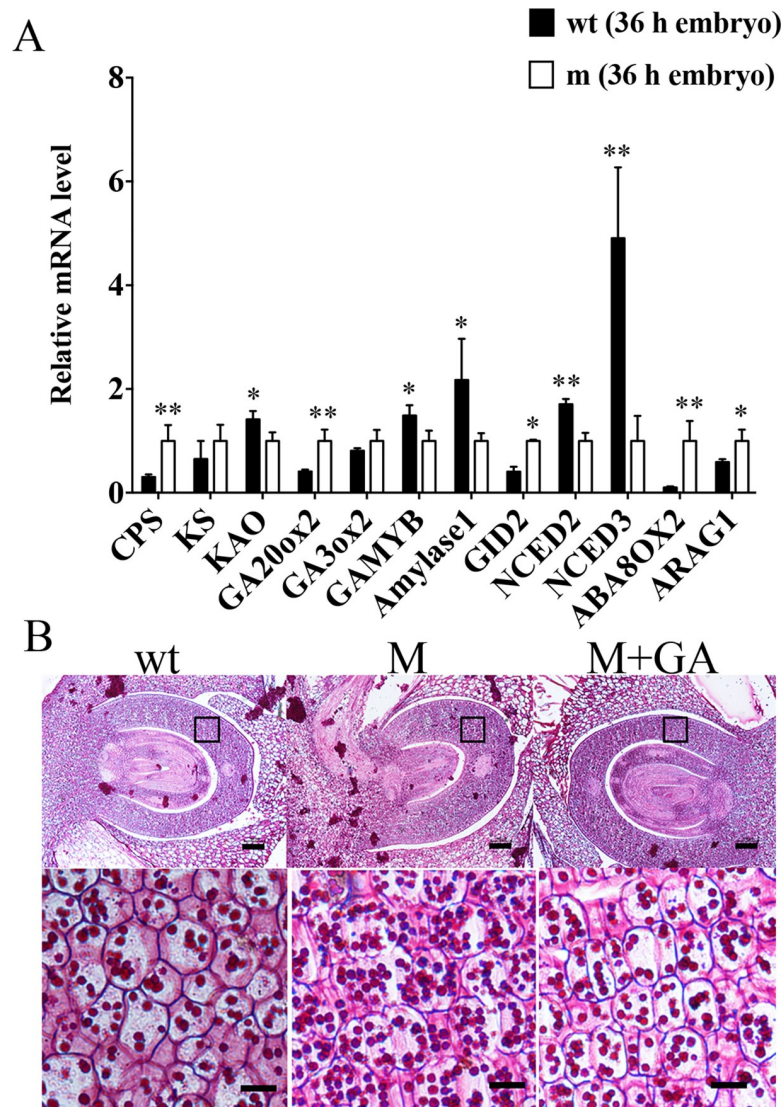 A
wt (36 h embryo)
m (36 h embryo)
Relative mRNA level
8
6
4
2
0
** * ** * * * ** ** ** *
CPS KS KAO GA20ox2 GA3ox2 GAMYB Amylase1 GID2 NCED2 NCED3 ABA8OX2 ARAG1
B
wt M M+GA